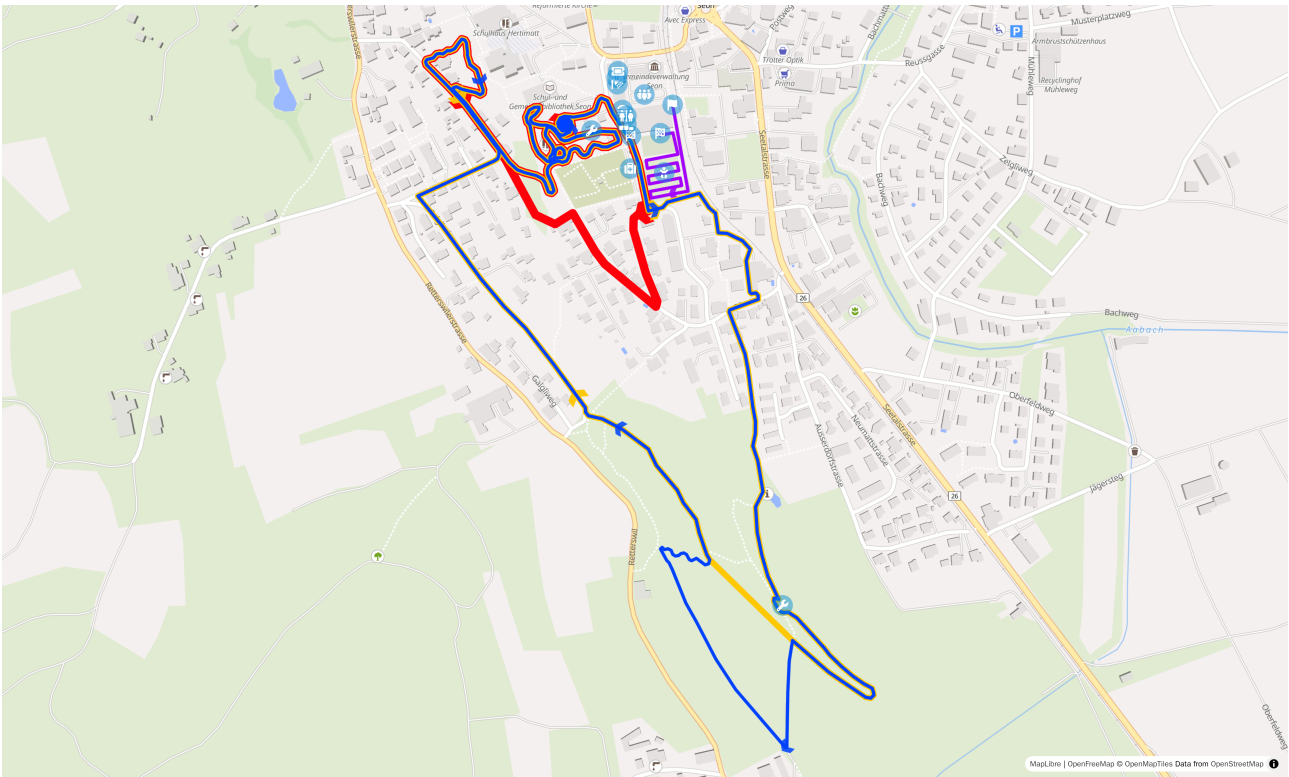 Reformierte Kirche
Seon
Avec Express
Postweg
Bachmatt
Musterplatzweg
Schulhaus Hertimatt
P
Armbrustschützenhaus
Reussgasse
Trotter Optik
Gemeindeverwaltung
Seon
Prima
Recyclinghof
Mühleweg
Mühleweg
Schul- und
Gemeindebibliothek Seon
Seetalstrasse
Zelgliweg
Bachweg
Retterswilerstrasse
26
Bachweg
Aabach
Galgliweg
Oberfeldweg
Seetalstrasse
Neumattstrasse
Ausserdorfstrasse
Jägersteg
26
Retterswil
Oberfeldweg
MapLibre | OpenFreeMap © OpenMapTiles Data from OpenStreetMap